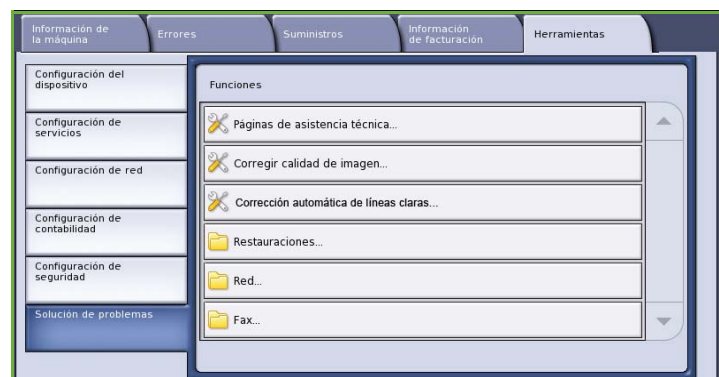 Información de
la máquina
Errores
Suministros
Información
de facturación
Herramientas
Configuración del
dispositivo
Configuración de
servicios
Configuración de red
Configuración de
contabilidad
Configuración de
seguridad
Solución de problemas
Funciones
Páginas de asistencia técnica...
Corregir calidad de imagen...
Corrección automática de líneas claras...
Restauraciones...
Red...
Fax...